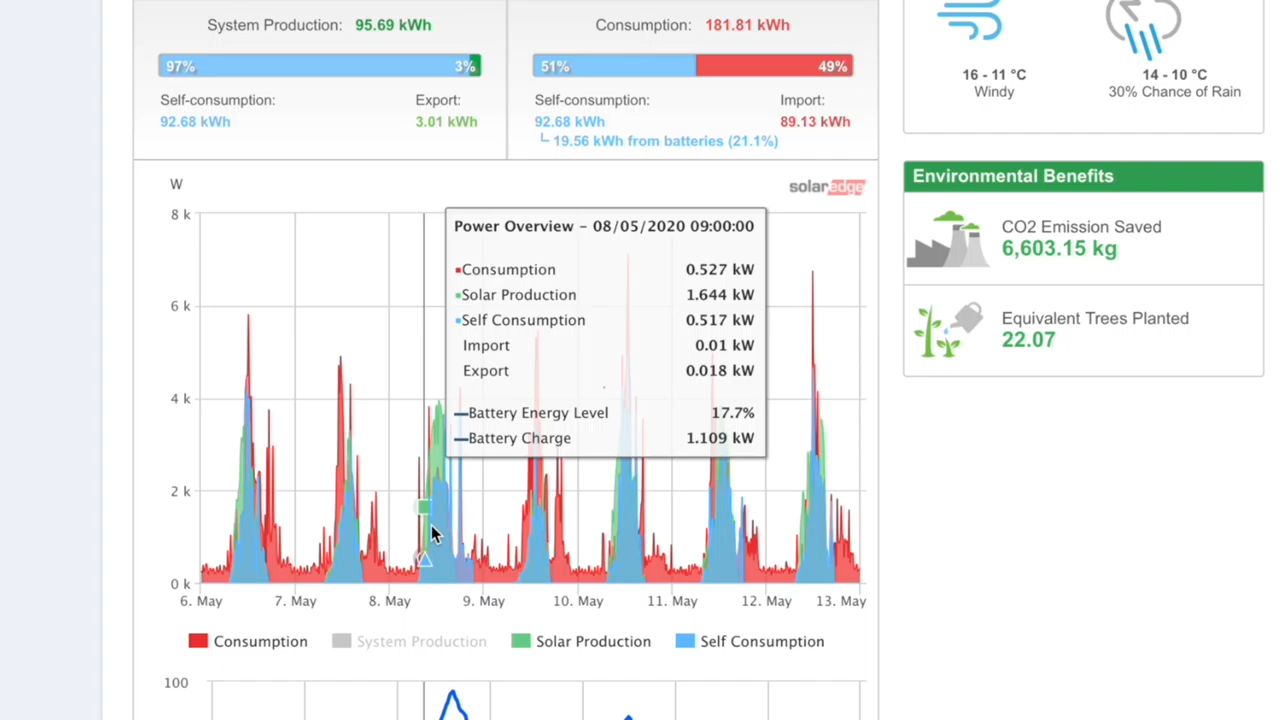 System Production: 95.69 kWh
Consumption: 181.81 kWh
97% 3%
51% 49%
Self-consumption: Export:
92.68 kWh 3.01 kWh
Self-consumption: Import:
92.68 kWh 89.13 kWh
19.56 kWh from batteries (21.1%)
16 - 11 °C
Windy
14 - 10 °C
30% Chance of Rain
Environmental Benefits
CO2 Emission Saved
6,603.15 kg
Equivalent Trees Planted
22.07
W
solaredge
8 k
6 k
4 k
2 k
0 k
Power Overview – 08/05/2020 09:00:00
Consumption 0.527 kW
Solar Production 1.644 kW
Self Consumption 0.517 kW
Import 0.01 kW
Export 0.018 kW
Battery Energy Level 17.7%
Battery Charge 1.109 kW
6. May 7. May 8. May 9. May 10. May 11. May 12. May 13. May
Consumption System Production Solar Production Self Consumption
100